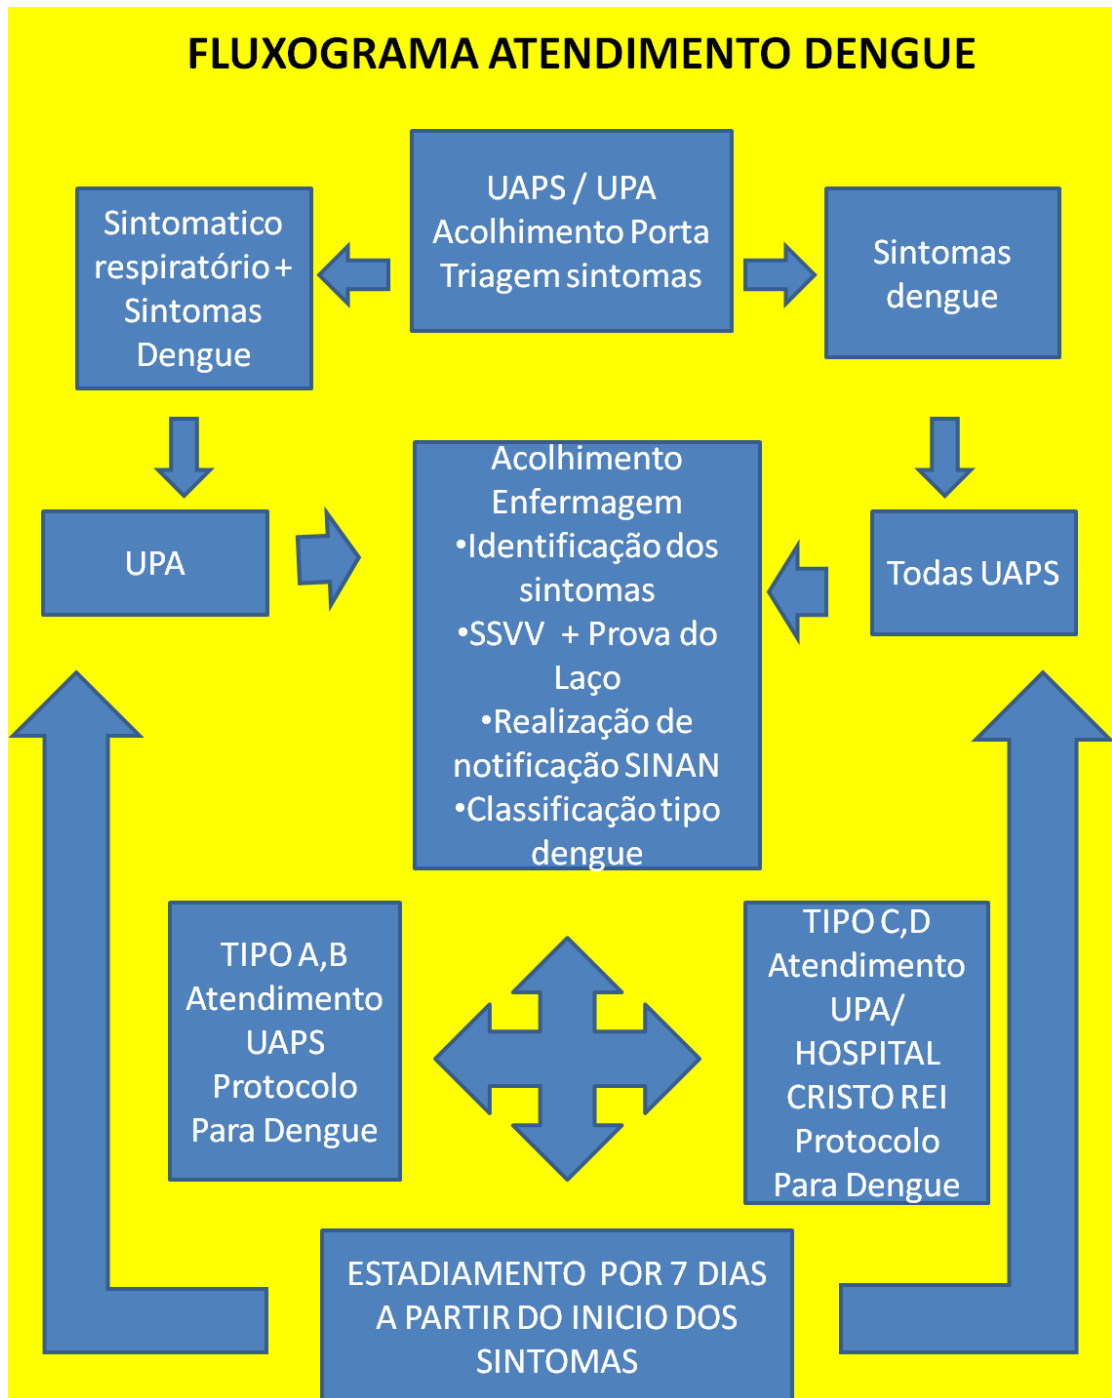 FLUXOGRAMA ATENDIMENTO DENGUE
UAPS / UPA
Acolhimento Porta
Triagem sintomas
Sintomatico
respiratório +
Sintomas
Dengue
Sintomas
dengue
UPA
Acolhimento
Enfermagem
•Identificação dos
sintomas
•SSVV + Prova do
Laço
•Realização de
notificação SINAN
•Classificação tipo
dengue
Todas UAPS
TIPO A,B
Atendimento
UAPS
Protocolo
Para Dengue
TIPO C,D
Atendimento
UPA/
HOSPITAL
CRISTO REI
Protocolo
Para Dengue
ESTADIAMENTO POR 7 DIAS
A PARTIR DO INICIO DOS
SINTOMAS